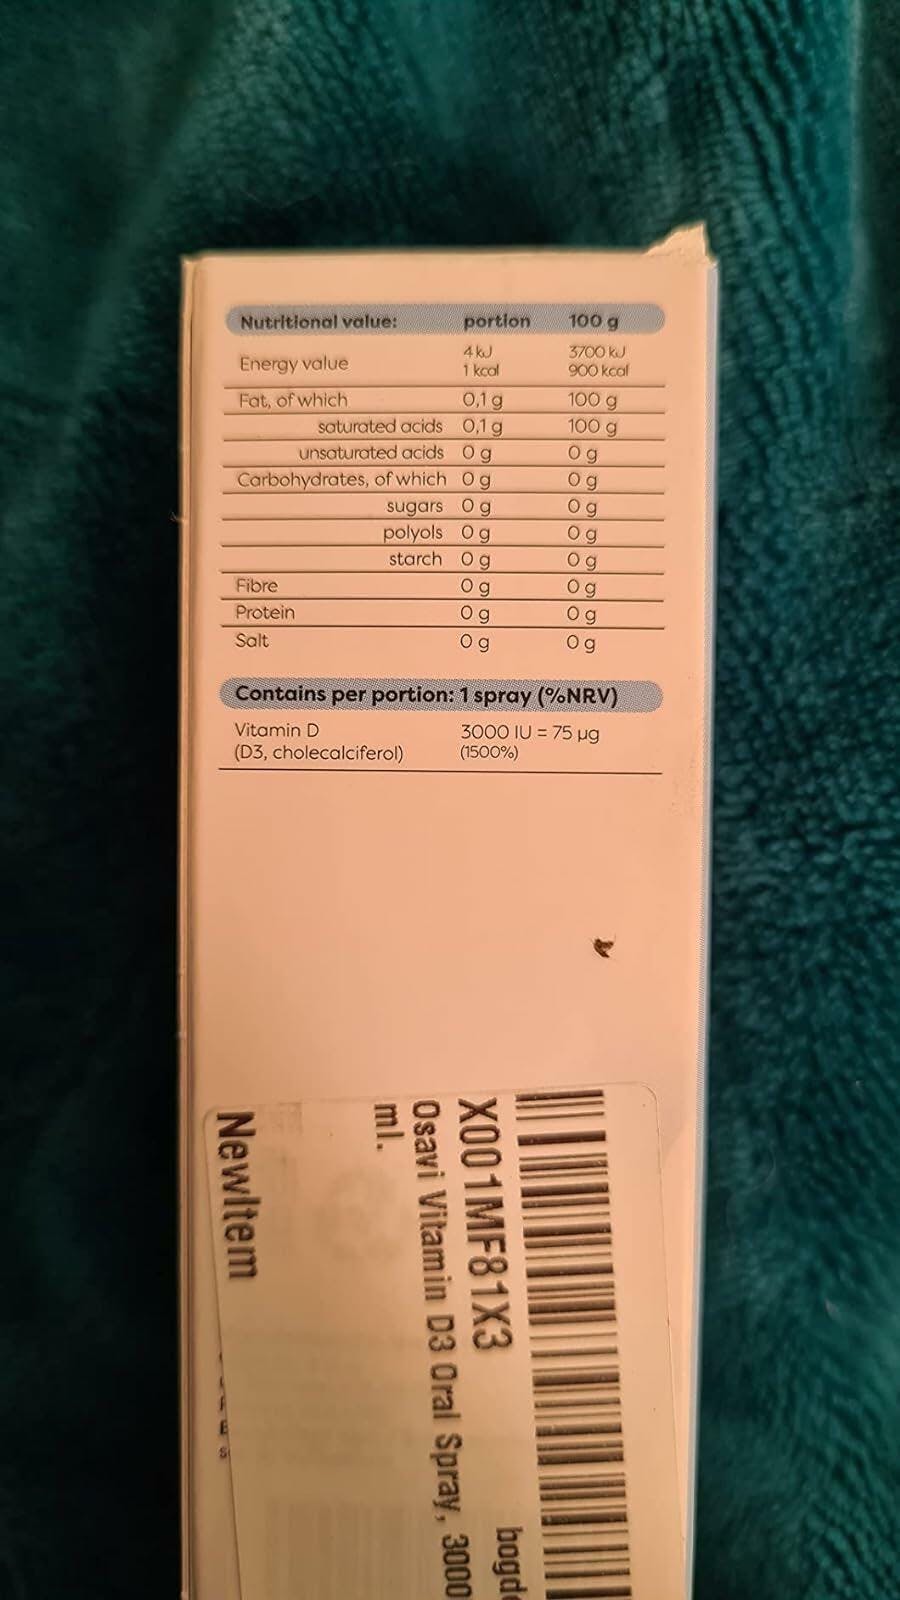 Nutritional value: portion 100 g
Energy value 4 kJ 3700 kJ
1 kcal 900 kcal
Fat, of which 0,1 g 100 g
saturated acids 0,1 g 100 g
unsaturated acids 0 g 0 g
Carbohydrates, of which 0 g 0 g
sugars 0 g 0 g
polyols 0 g 0 g
starch 0 g 0 g
Fibre 0 g 0 g
Protein 0 g 0 g
Salt 0 g 0 g
Contains per portion: 1 spray (%NRV)
Vitamin D 3000 IU = 75 µg
(D3, cholecalciferol) (1500%)
X001MF81X3
Osavi Vitamin D3 Oral Spray, 3000
ml.
NewItem